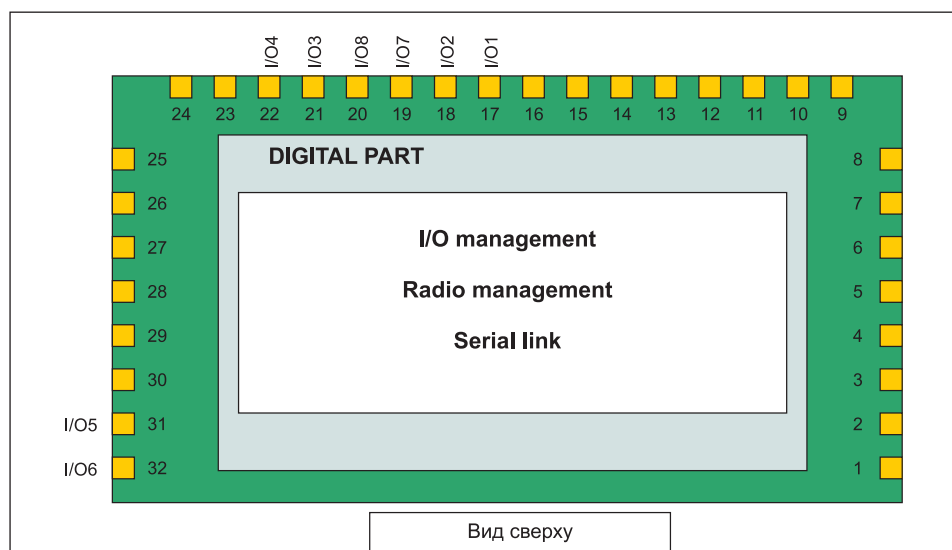 I/O4 I/O3 I/O8 I/O7 I/O2 I/O1
24 23 22 21 20 19 18 17 16 15 14 13 12 11 10 9
25 DIGITAL PART 8
26 7
I/O management
27 6
28 Radio management 5
29 Serial link 4
30 3
I/O5 31 2
I/O6 32 1
Вид сверху